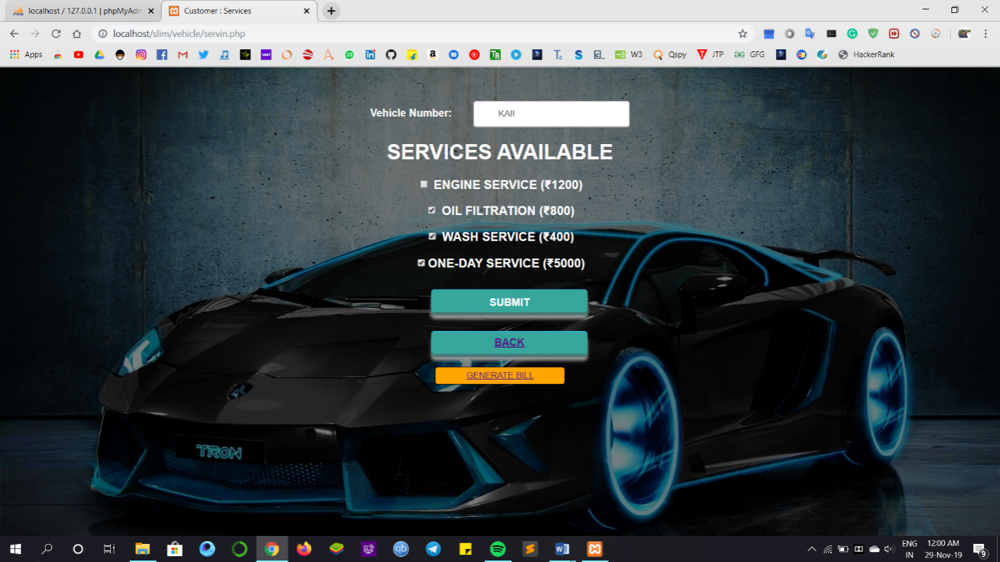 localhost / 127.0.0.1 | phpMyAdm
Customer : Services
localhost/slim/vehicle/servin.php
Apps
W3
Qspy
JTP
GFG
HackerRank
Vehicle Number:
SERVICES AVAILABLE
ENGINE SERVICE (₹1200)
OIL FILTRATION (₹800)
WASH SERVICE (₹400)
ONE-DAY SERVICE (₹5000)
SUBMIT
BACK
GENERATE BILL
TRON
ENG
IN
12:00 AM
29-Nov-19
9